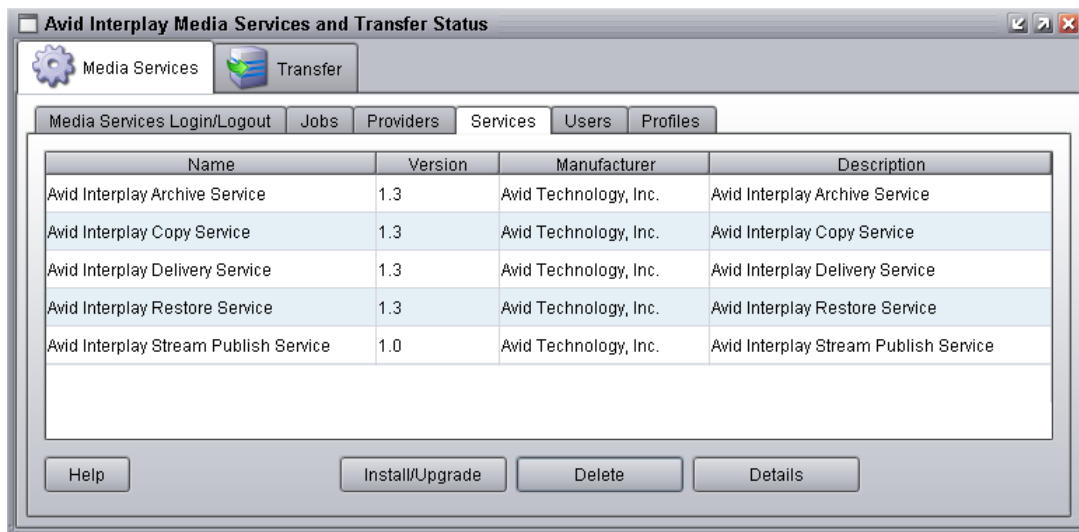 Avid Interplay Media Services and Transfer Status
Media Services Transfer
Media Services Login/Logout Jobs Providers Services Users Profiles
Name Version Manufacturer Description
Avid Interplay Archive Service 1.3 Avid Technology, Inc. Avid Interplay Archive Service
Avid Interplay Copy Service 1.3 Avid Technology, Inc. Avid Interplay Copy Service
Avid Interplay Delivery Service 1.3 Avid Technology, Inc. Avid Interplay Delivery Service
Avid Interplay Restore Service 1.3 Avid Technology, Inc. Avid Interplay Restore Service
Avid Interplay Stream Publish Service 1.0 Avid Technology, Inc. Avid Interplay Stream Publish Service
Help Install/Upgrade Delete Details